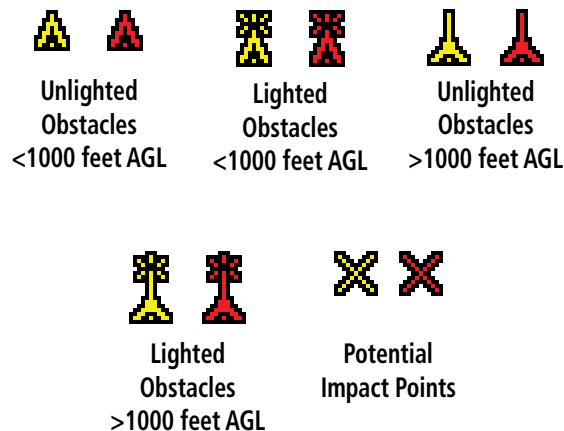 Unlighted
Obstacles
<1000 feet AGL
Lighted
Obstacles
<1000 feet AGL
Unlighted
Obstacles
>1000 feet AGL
Lighted
Obstacles
>1000 feet AGL
Potential
Impact Points